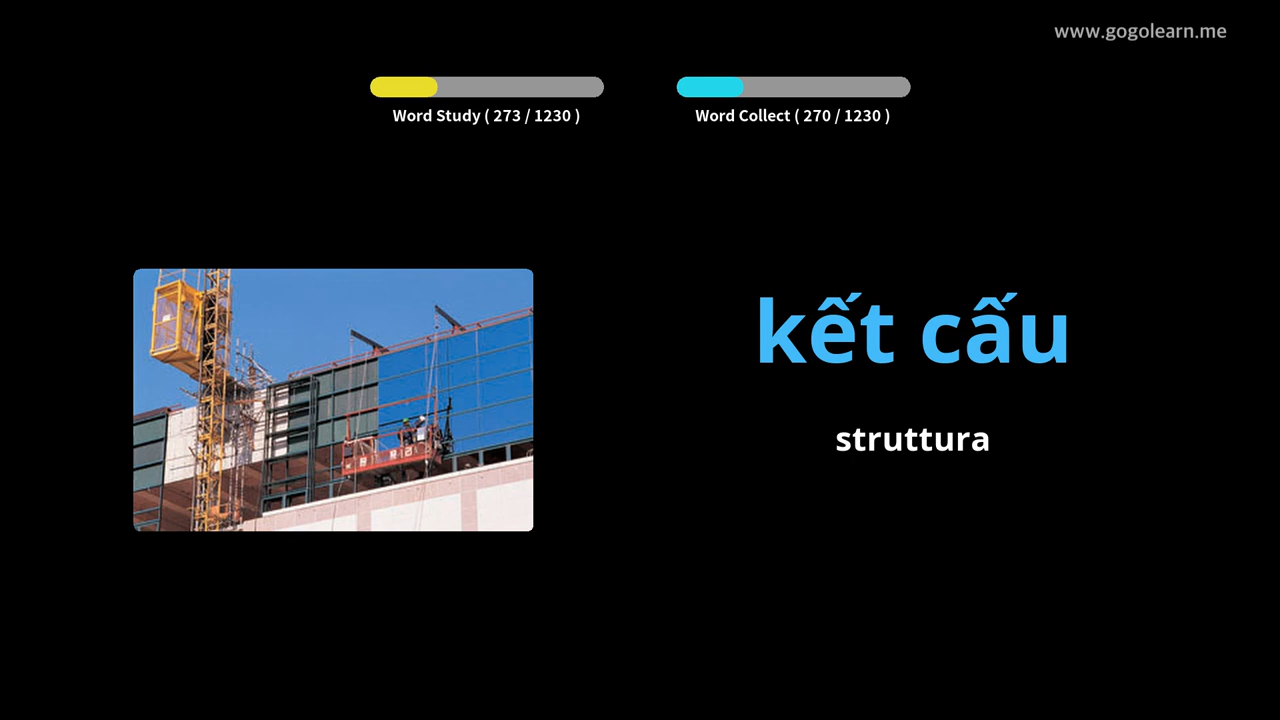 www.gogolearn.me
Word Study ( 273 / 1230 )
Word Collect ( 270 / 1230 )
kết cấu
struttura